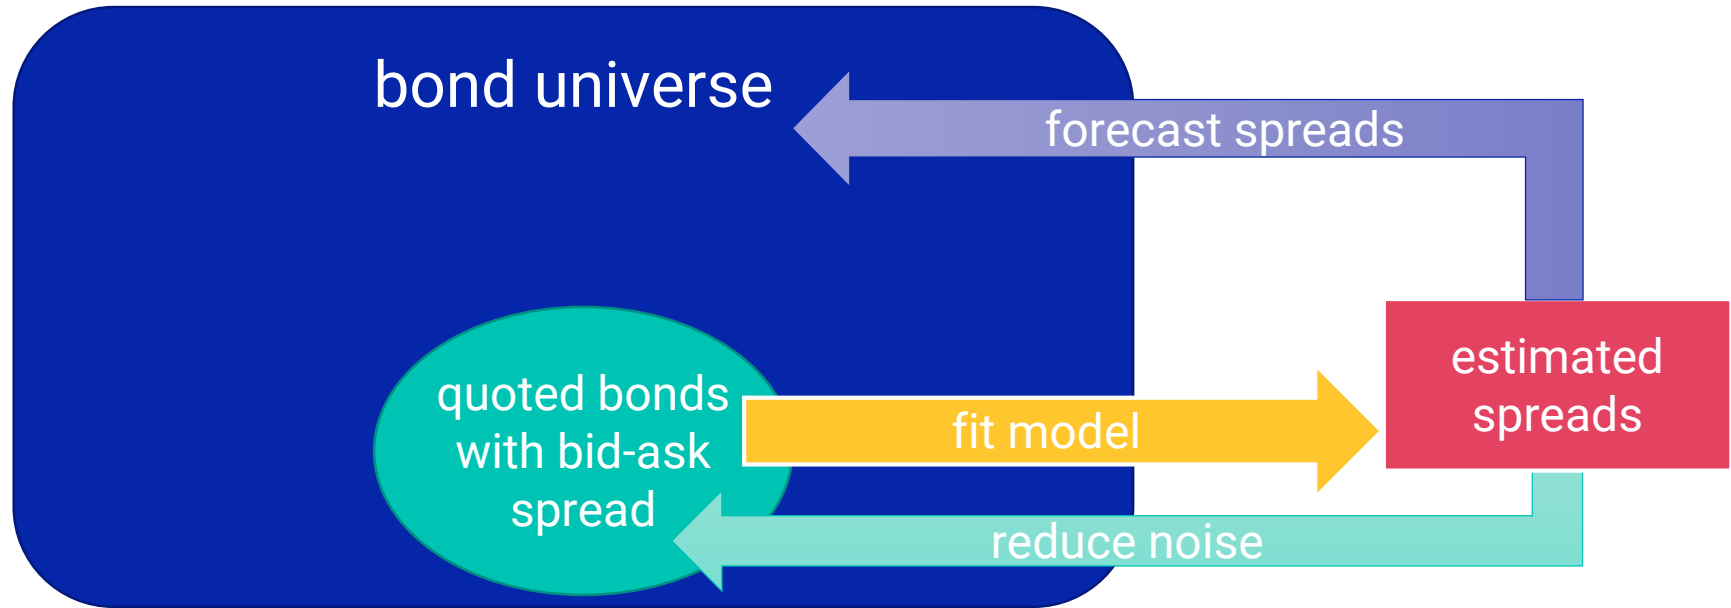 bond universe
forecast spreads
estimated
spreads
quoted bonds
with bid-ask
spread
fit model
reduce noise